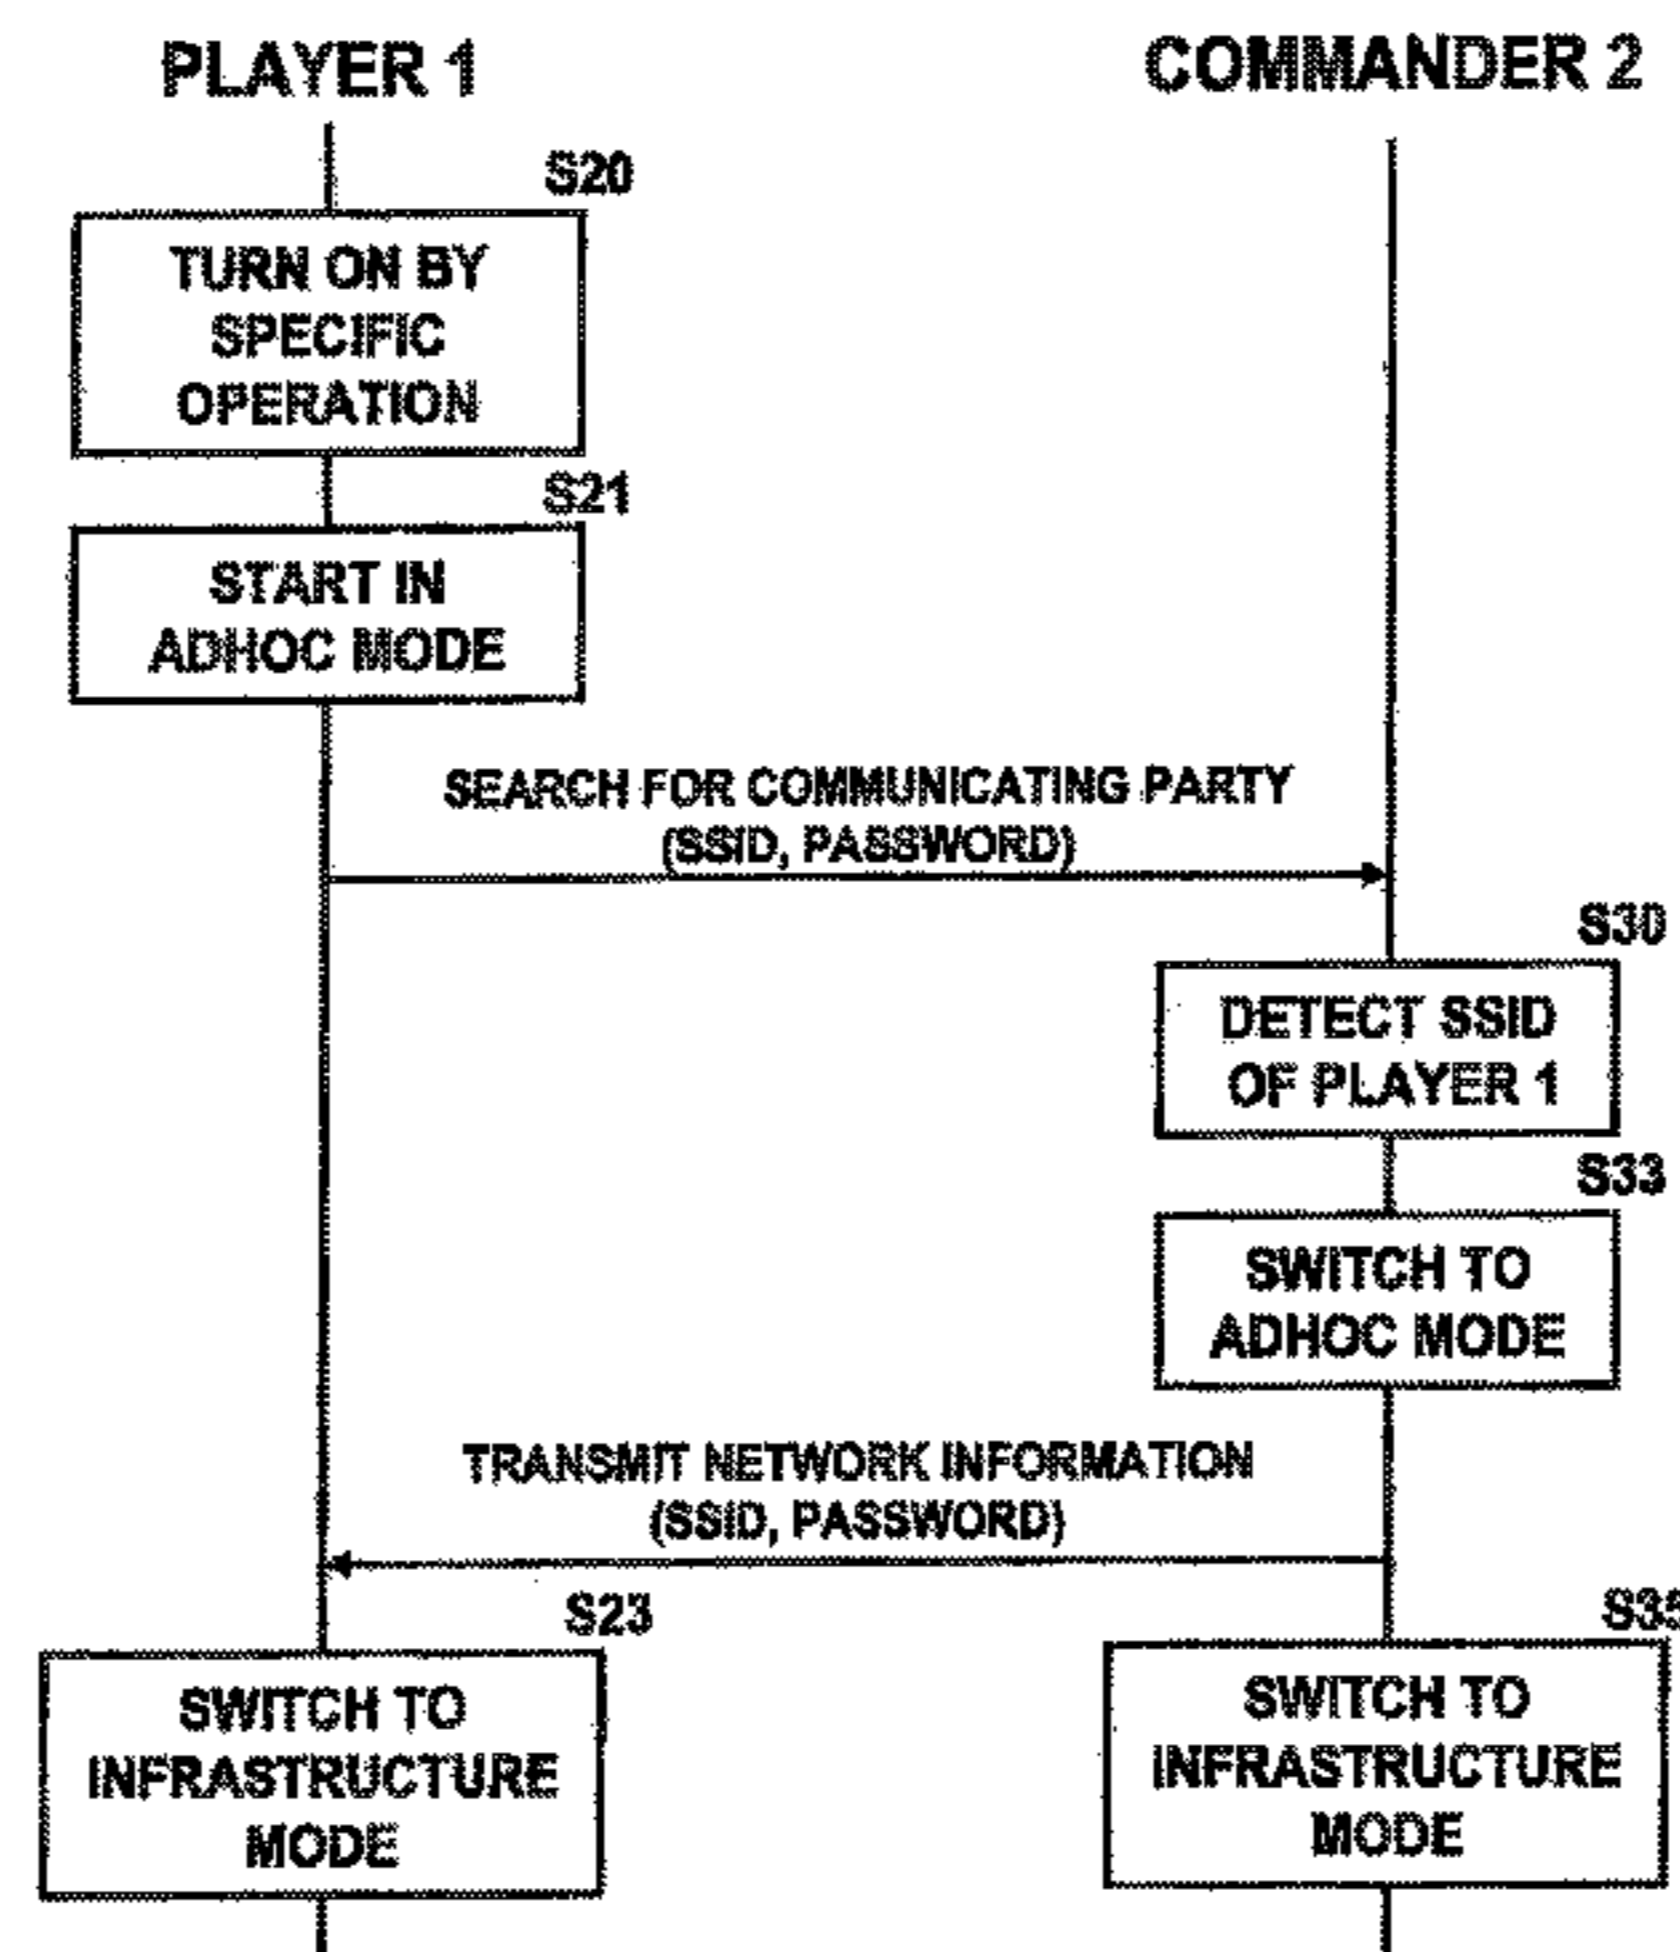 PLAYER 1
COMMANDER 2
S20
TURN ON BY
SPECIFIC
OPERATION
S21
START IN
ADHOC MODE
SEARCH FOR COMMUNICATING PARTY
(SSID, PASSWORD)
S30
DETECT SSID
OF PLAYER 1
S33
SWITCH TO
ADHOC MODE
TRANSMIT NETWORK INFORMATION
(SSID, PASSWORD)
S23
SWITCH TO
INFRASTRUCTURE
MODE
S35
SWITCH TO
INFRASTRUCTURE
MODE